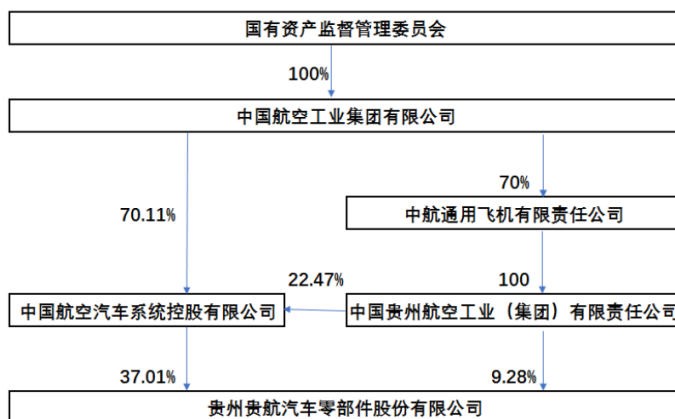 国有资产监督管理委员会
100%
中国航空工业集团有限公司
70%
70.11%
中航通用飞机有限责任公司
22.47%
100
中国航空汽车系统控股有限公司
中国贵州航空工业（集团）有限责任公司
37.01%
9.28%
贵州贵航汽车零部件股份有限公司